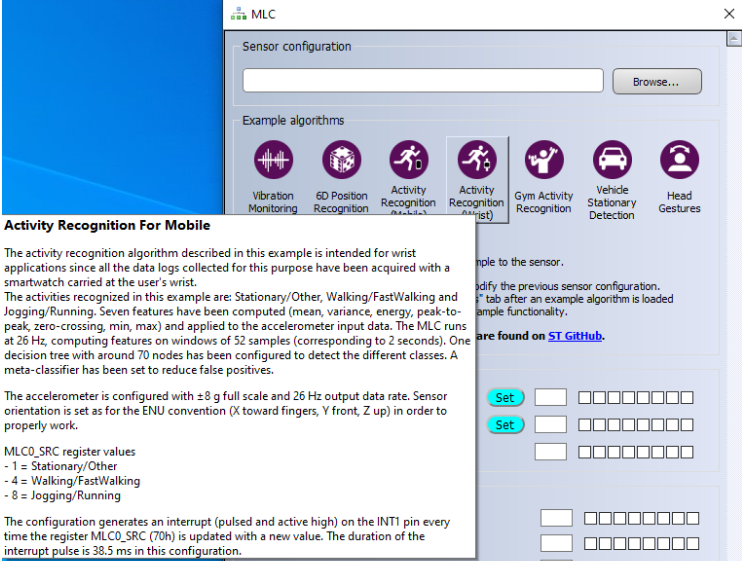 MLC
Sensor configuration
Browse...
Example algorithms
Vibration
Monitoring
6D Position
Recognition
Activity
Recognition
(Mobile)
Activity
Recognition
(Wrist)
Gym Activity
Recognition
Vehicle
Stationary
Detection
Head
Gestures
Activity Recognition For Mobile
The activity recognition algorithm described in this example is intended for wrist
applications since all the data logs collected for this purpose have been acquired with a
smartwatch carried at the user's wrist.
The activities recognized in this example are: Stationary/Other, Walking/FastWalking and
Jogging/Running. Seven features have been computed (mean, variance, energy, peak-to-
peak, zero-crossing, min, max) and applied to the accelerometer input data. The MLC runs
at 26 Hz, computing features on windows of 52 samples (corresponding to 2 seconds). One
decision tree with around 70 nodes has been configured to detect the different classes. A
meta-classifier has been set to reduce false positives.
The accelerometer is configured with ±8 g full scale and 26 Hz output data rate. Sensor
orientation is set as for the ENU convention (X toward fingers, Y front, Z up) in order to
properly work.
MLC0_SRC register values
- 1 = Stationary/Other
- 4 = Walking/FastWalking
- 8 = Jogging/Running
The configuration generates an interrupt (pulsed and active high) on the INT1 pin every
time the register MLC0_SRC (70h) is updated with a new value. The duration of the
interrupt pulse is 38.5 ms in this configuration.
to the sensor.
the previous sensor configuration.
tab after an example algorithm is loaded
functionality.
are found on ST GitHub.
Set
Set